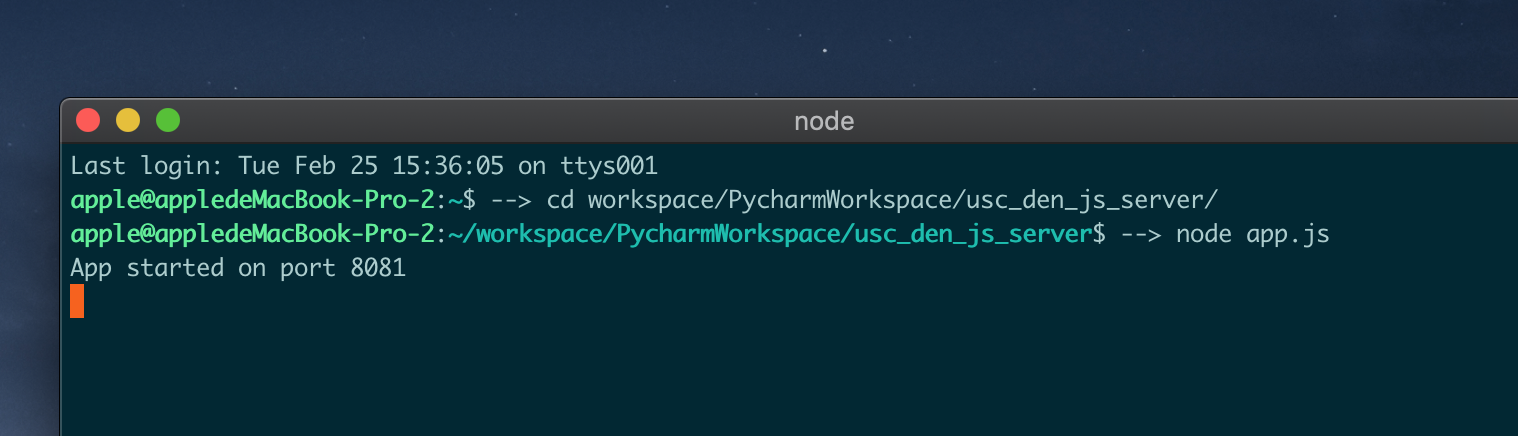 node
Last login: Tue Feb 25 15:36:05 on ttys001
apple@appledeMacBook-Pro-2:~$ --> cd workspace/PycharmWorkspace/usc_den_js_server/
apple@appledeMacBook-Pro-2:~/workspace/PycharmWorkspace/usc_den_js_server$ --> node app.js
App started on port 8081